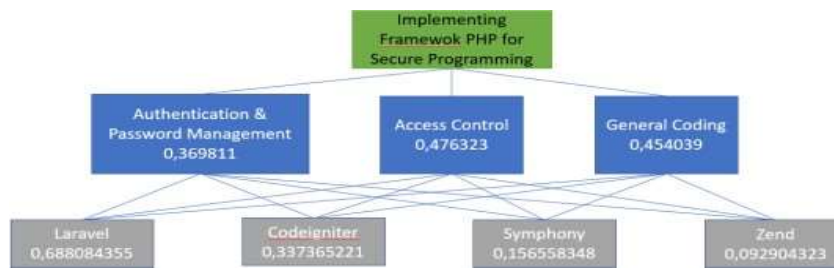 Implementing
Framewok PHP for
Secure Programming
Authentication &
Password Management
0,369811
Access Control
0,476323
General Coding
0,454039
Laravel
0,688084355
Codeigniter
0,337365221
Symphony
0,156558348
Zend
0,092904323